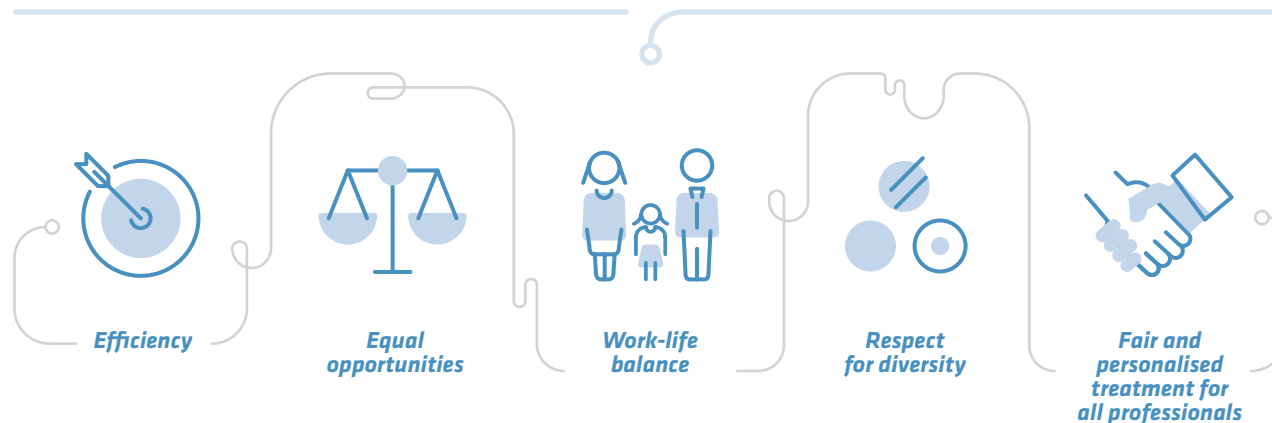 Efficiency
Equal
opportunities
Work-life
balance
Respect
for diversity
Fair and
personalised
treatment for
all professionals